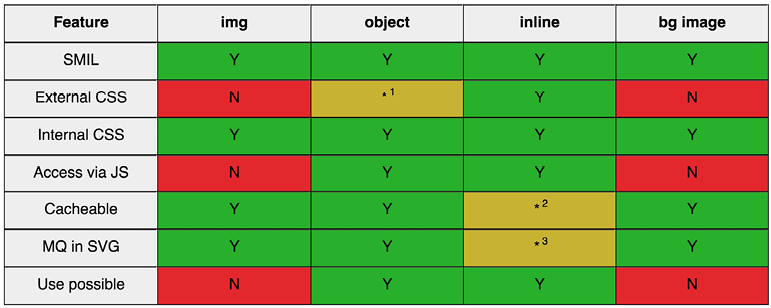 Feature img object inline bg image
SMIL Y Y Y Y
External CSS N *1 Y N
Internal CSS Y Y Y Y
Access via JS N Y Y N
Cacheable Y Y *2 Y
MQ in SVG Y Y *3 Y
Use possible N Y Y N